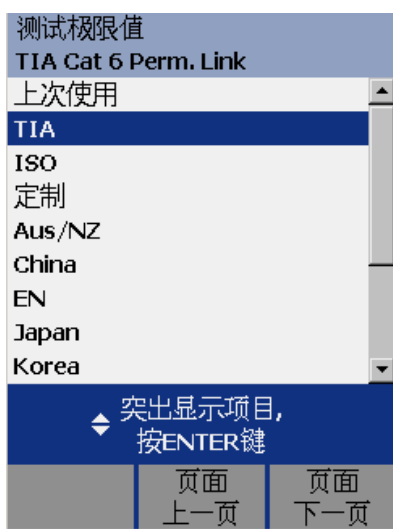 测试极限值
TIA Cat 6 Perm. Link
上次使用
TIA
ISO
定制
Aus/NZ
China
EN
Japan
Korea
突出显示项目,
按ENTER键
页面
上一页
页面
下一页